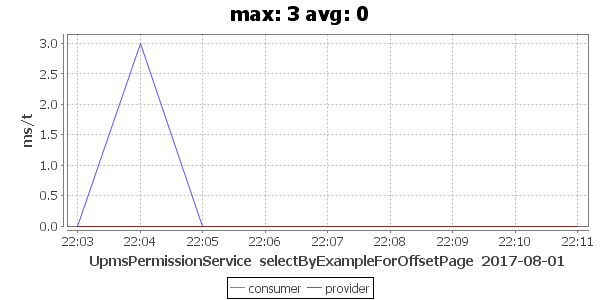 max: 3 avg: 0
3.0
2.5
2.0
1.5
1.0
0.5
0.0
ms/t
22:03 22:04 22:05 22:06 22:07 22:08 22:09 22:10 22:11
UpmsPermissionService selectByExampleForOffsetPage 2017-08-01
consumer provider